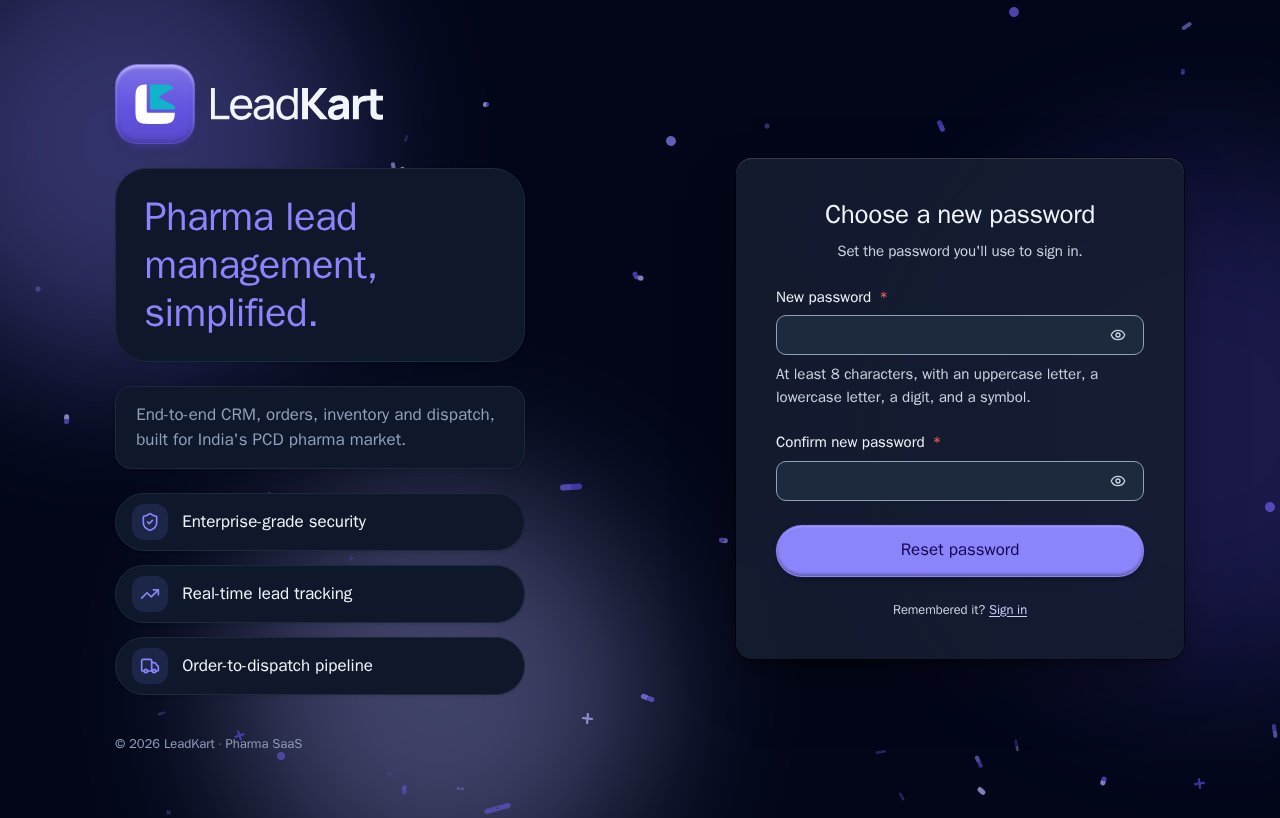 LeadKart
Pharma lead
management,
simplified.
End-to-end CRM, orders, inventory and dispatch,
built for India's PCD pharma market.
Enterprise-grade security
Real-time lead tracking
Order-to-dispatch pipeline
© 2026 LeadKart · Pharma SaaS
Choose a new password
Set the password you'll use to sign in.
New password *
At least 8 characters, with an uppercase letter, a
lowercase letter, a digit, and a symbol.
Confirm new password *
Reset password
Remembered it? Sign in